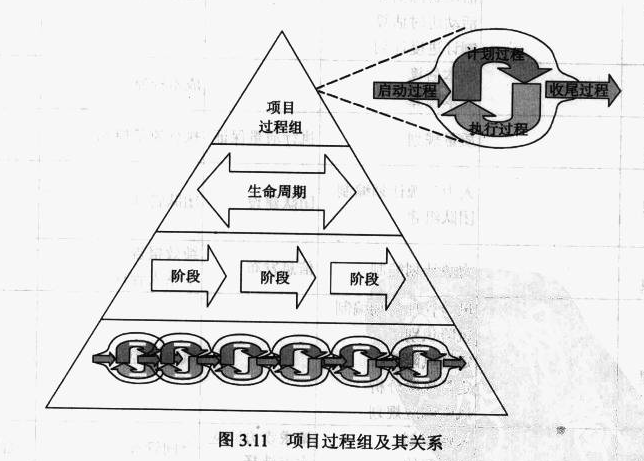 计划过程
启动过程
收尾过程
执行过程
项目
过程组
生命周期
阶段
阶段
阶段
图 3.11 项目过程组及其关系